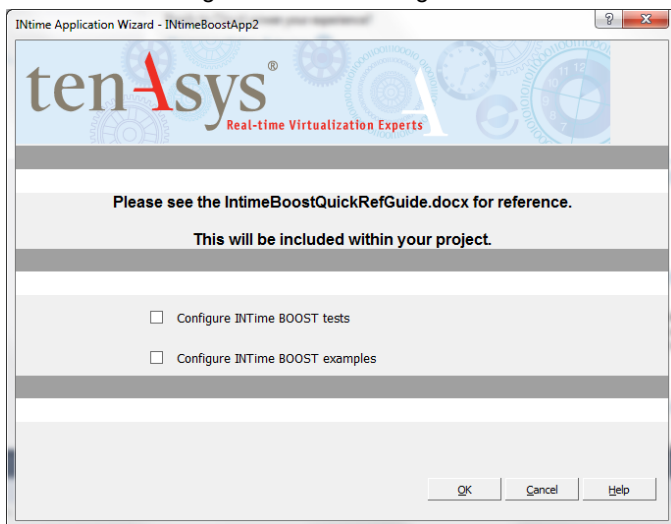 INtime Application Wizard - INtimeBoostApp2
tenAsys®
Real-time Virtualization Experts
Please see the IntimeBoostQuickRefGuide.docx for reference.
This will be included within your project.
Configure INTime BOOST tests
Configure INTime BOOST examples
OK Cancel Help